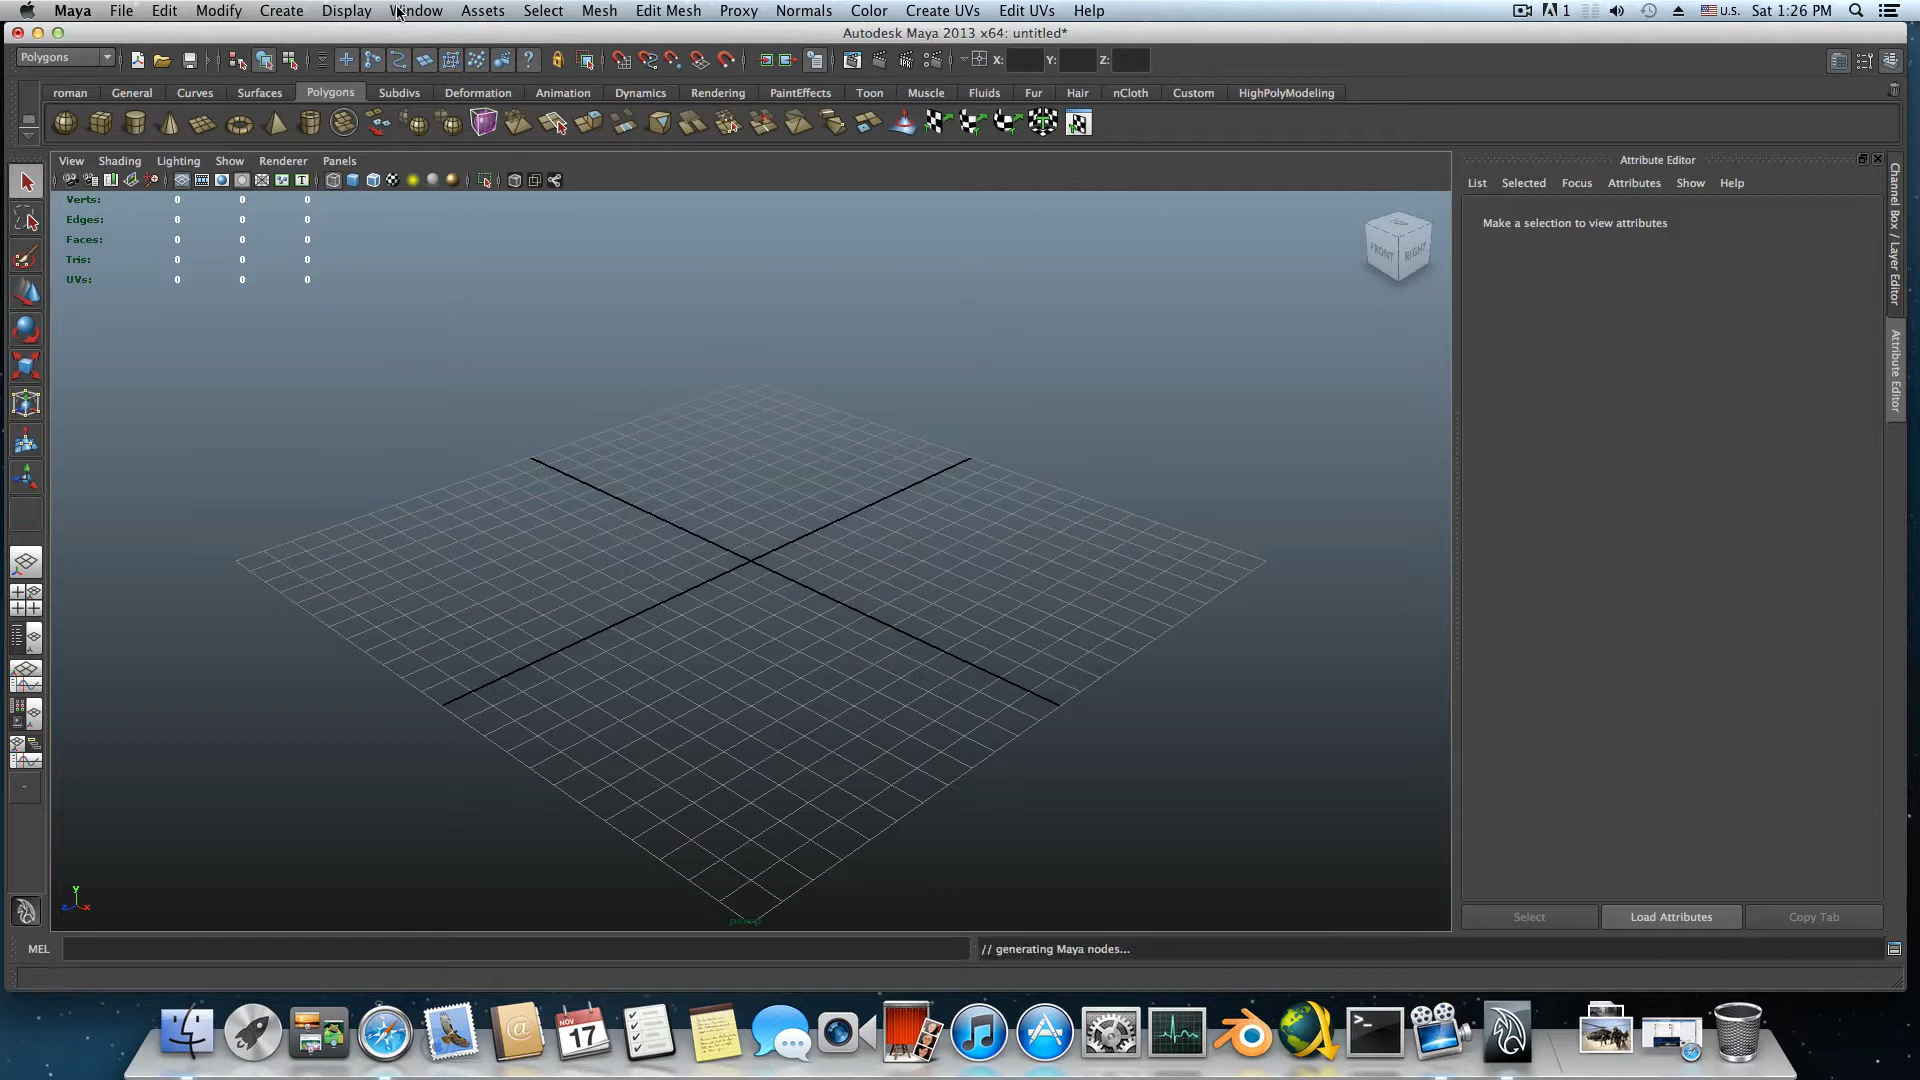 Maya File Edit Modify Create Display Window Assets Select Mesh Edit Mesh Proxy Normals Color Create UVs Edit UVs Help
1 U.S. Sat 1:26 PM
Autodesk Maya 2013 x64: untitled*
Polygons
X: Y: Z:
roman General Curves Surfaces Polygons Subdivs Deformation Animation Dynamics Rendering PaintEffects Toon Muscle Fluids Fur Hair nCloth Custom HighPolyModeling
View Shading Lighting Show Renderer Panels
Attribute Editor
List Selected Focus Attributes Show Help
Make a selection to view attributes
Verts: 0 0 0
Edges: 0 0 0
Faces: 0 0 0
Tris: 0 0 0
UVs: 0 0 0
TOP
FRONT RIGHT
Channel Box / Layer Editor
Attribute Editor
y
z x
persp
Select Load Attributes Copy Tab
MEL
// generating Maya nodes...
NOV
17